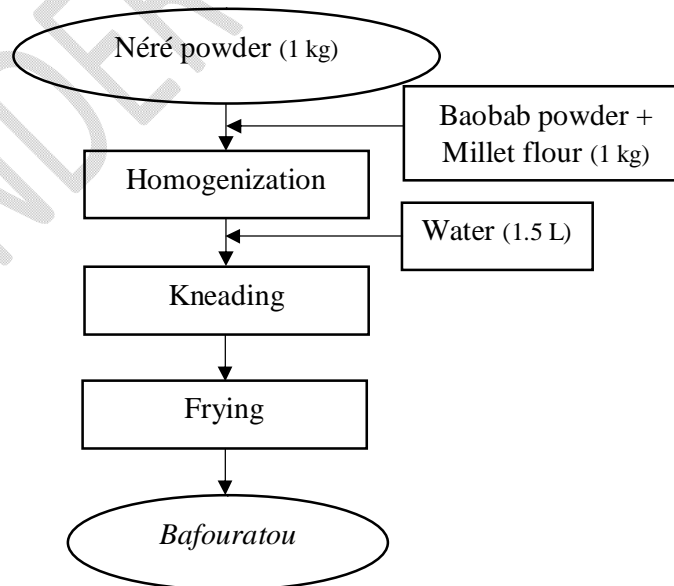 Néré powder (1 kg)
Baobab powder +
Millet flour (1 kg)
Homogenization
Water (1.5 L)
Kneading
Frying
Bafouratou